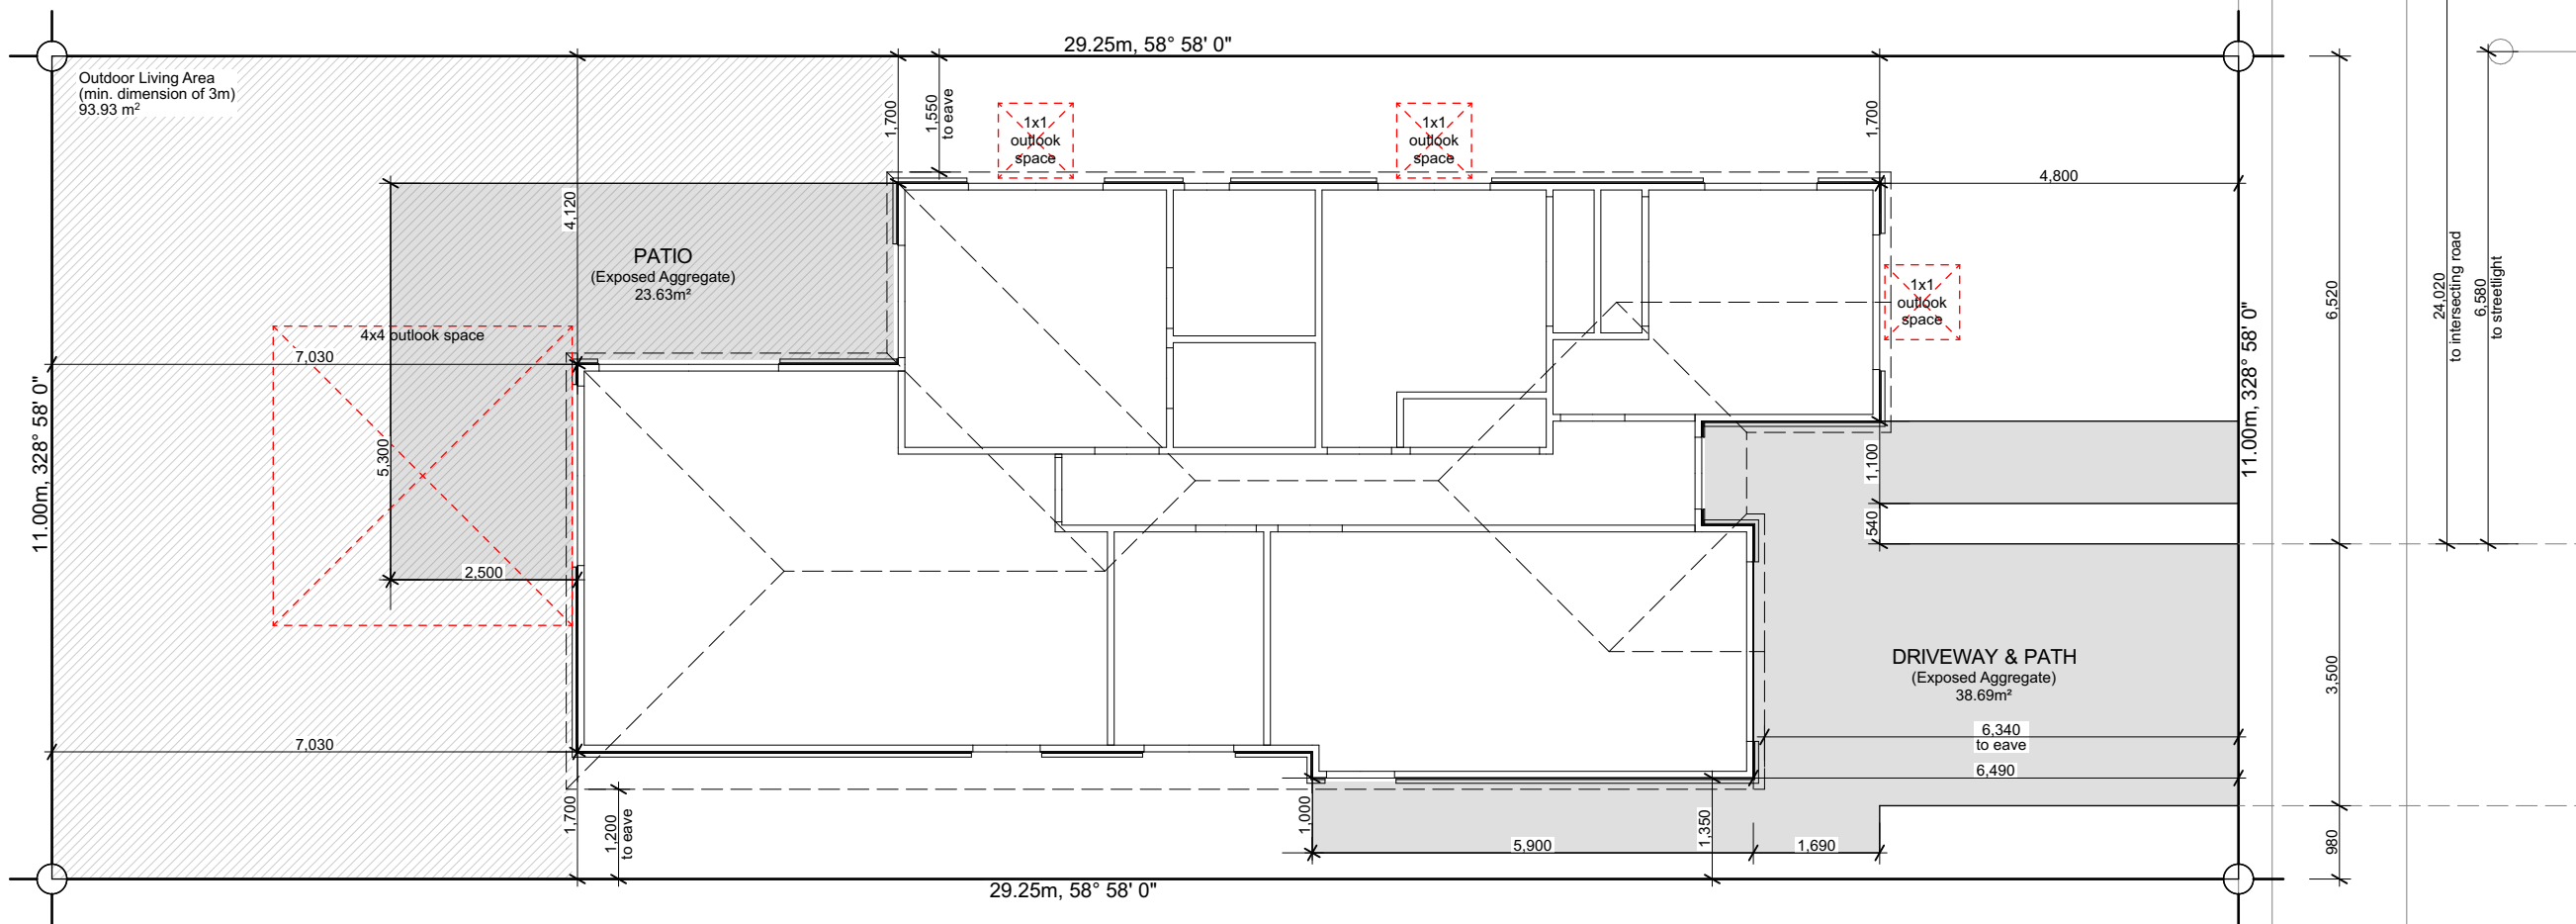 29.25m, 58° 58' 0"
Outdoor Living Area
(min. dimension of 3m)
93.93 m²
1,700
1,550
to eave
1x1
outlook
space
1x1
outlook
space
1,700
4,800
4,120
PATIO
(Exposed Aggregate)
23.63m²
1x1
outlook
space
6,520
24,020
to intersecting road
6,580
to streetlight
4x4 outlook space
7,030
11.00m, 328° 58' 0"
11.00m, 328° 58' 0"
5,300
1,100
540
2,500
DRIVEWAY & PATH
(Exposed Aggregate)
38.69m²
3,500
7,030
6,340
to eave
6,490
1,700
1,200
to eave
1,000
1,350
5,900
1,690
980
29.25m, 58° 58' 0"